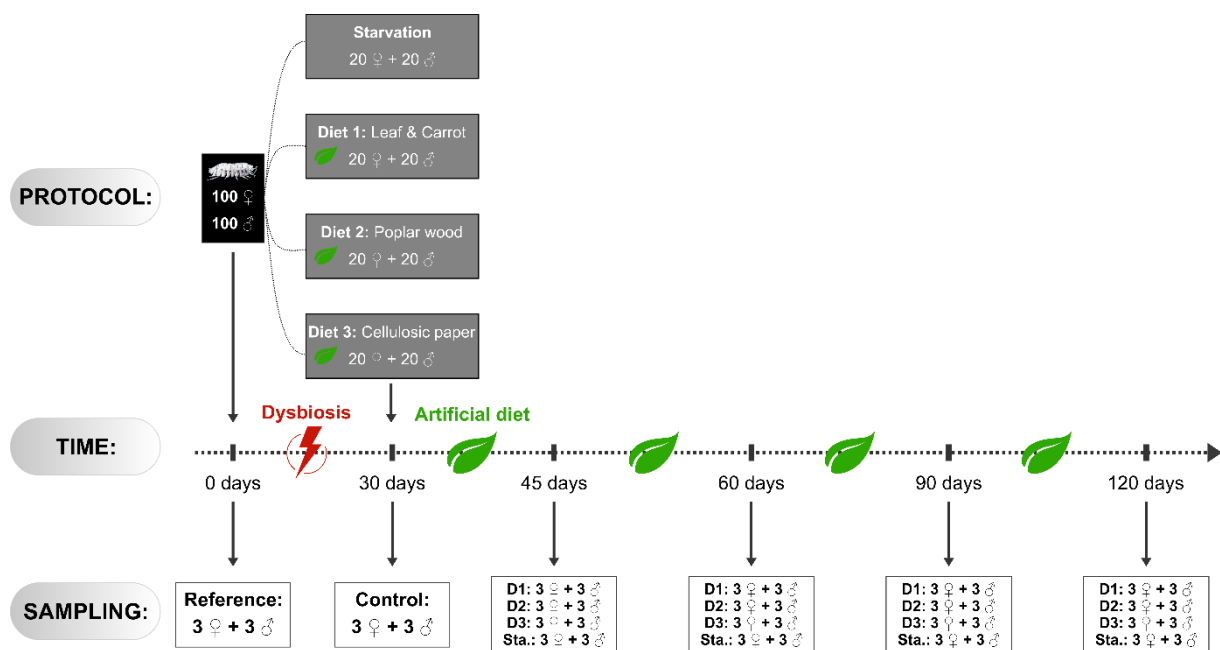 Starvation
20 ♀ + 20 ♂
Diet 1: Leaf & Carrot
20 ♀ + 20 ♂
PROTOCOL:
100 ♀
100 ♂
Diet 2: Poplar wood
20 ♀ + 20 ♂
Diet 3: Cellulosic paper
20 ♀ + 20 ♂
Dysbiosis
Artificial diet
TIME:
0 days
30 days
45 days
60 days
90 days
120 days
SAMPLING:
Reference:
3 ♀ + 3 ♂
Control:
3 ♀ + 3 ♂
D1: 3 ♀ + 3 ♂
D2: 3 ♀ + 3 ♂
D3: 3 ♀ + 3 ♂
Sta.: 3 ♀ + 3 ♂
D1: 3 ♀ + 3 ♂
D2: 3 ♀ + 3 ♂
D3: 3 ♀ + 3 ♂
Sta.: 3 ♀ + 3 ♂
D1: 3 ♀ + 3 ♂
D2: 3 ♀ + 3 ♂
D3: 3 ♀ + 3 ♂
Sta.: 3 ♀ + 3 ♂
D1: 3 ♀ + 3 ♂
D2: 3 ♀ + 3 ♂
D3: 3 ♀ + 3 ♂
Sta.: 3 ♀ + 3 ♂